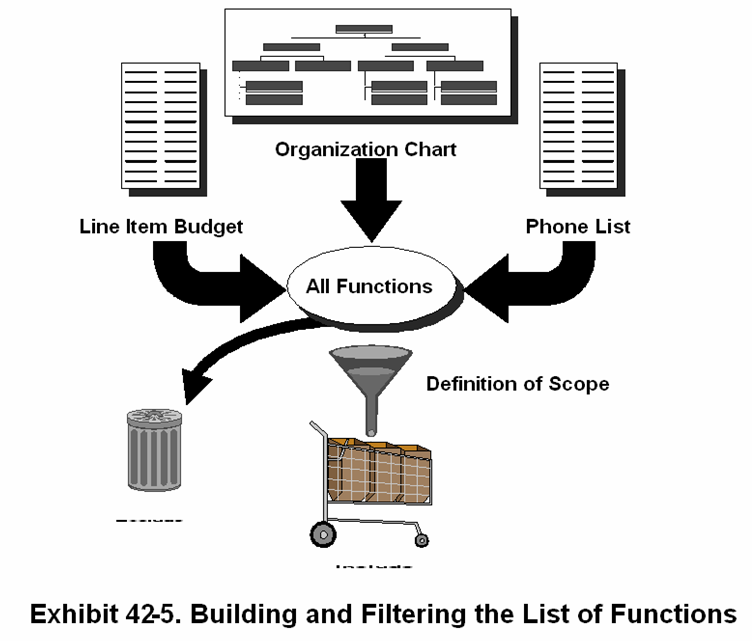 Organization Chart
Line Item Budget
Phone List
All Functions
Definition of Scope
Exhibit 42-5. Building and Filtering the List of Functions